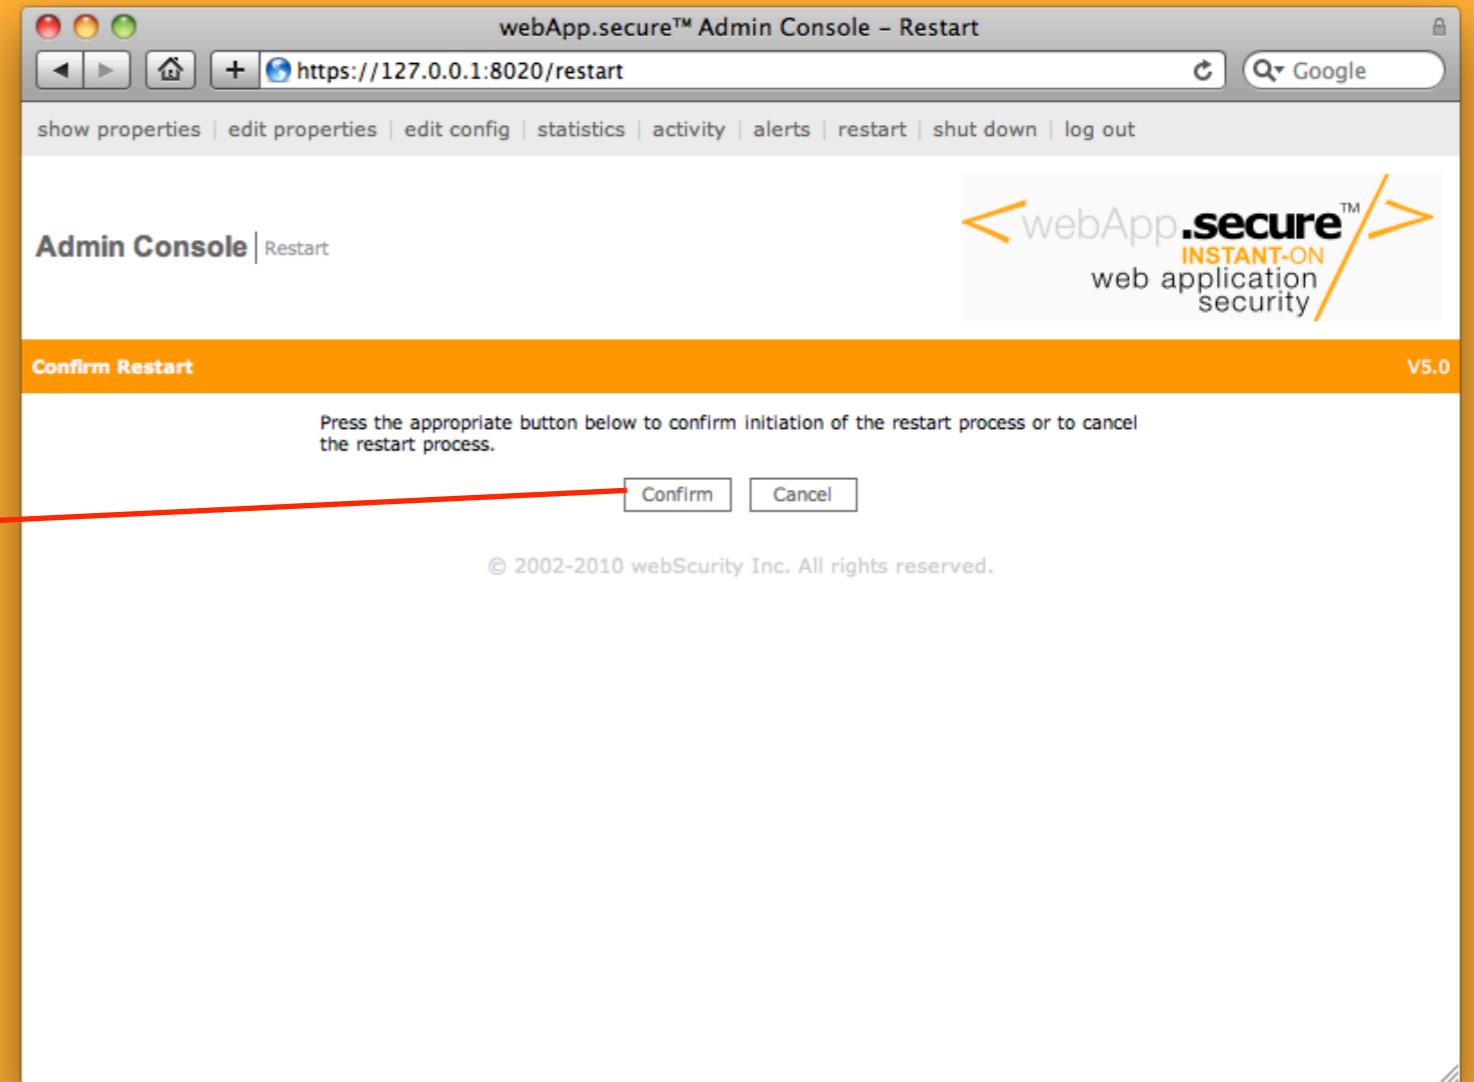 webApp.secure™ Admin Console – Restart
https://127.0.0.1:8020/restart
Google
show properties | edit properties | edit config | statistics | activity | alerts | restart | shut down | log out
Admin Console | Restart
<webApp.secure™/>
INSTANT-ON
web application
security
Confirm Restart
V5.0
Press the appropriate button below to confirm initiation of the restart process or to cancel
the restart process.
Confirm
Cancel
© 2002-2010 webScurity Inc. All rights reserved.